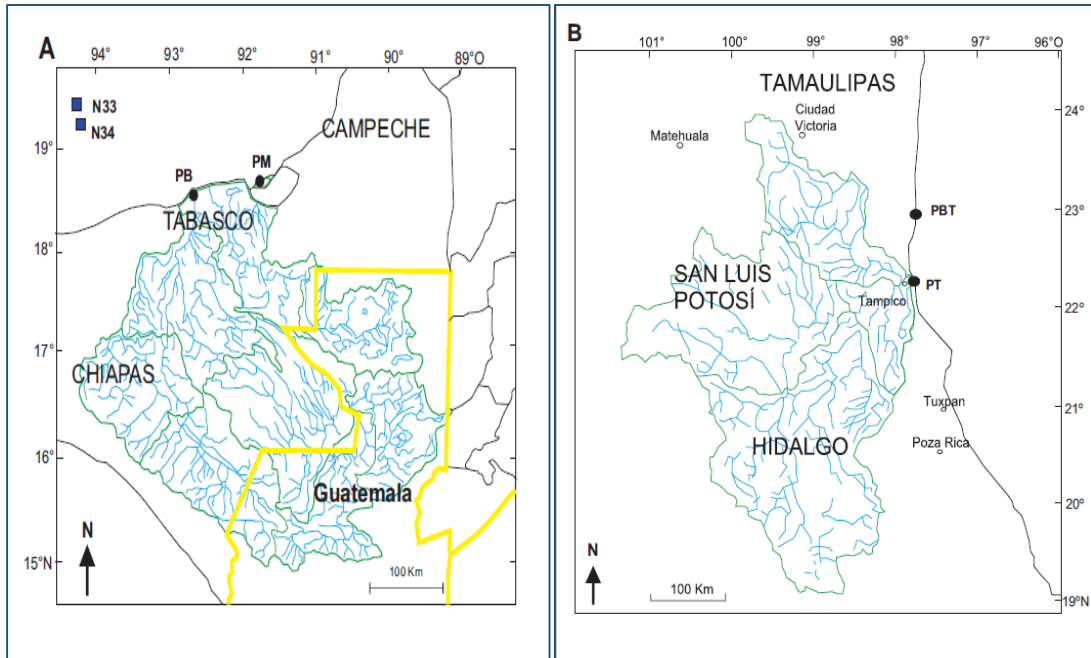 A
94° 93° 92° 91° 90° 89°O
N33
N34
CAMPECHE
19°
PM
PB
TABASCO
18°
17°
CHIAPAS
16°
Guatemala
N
15°N
100 Km
B
101° 100° 99° 98° 97° 96°O
TAMAULIPAS
24°
Ciudad
Victoria
Matehuala
PBT
23°
SAN LUIS
POTOSÍ
PT
Tampico
22°
Tuxpan
21°
HIDALGO
Poza Rica
20°
N
100 Km
19°N